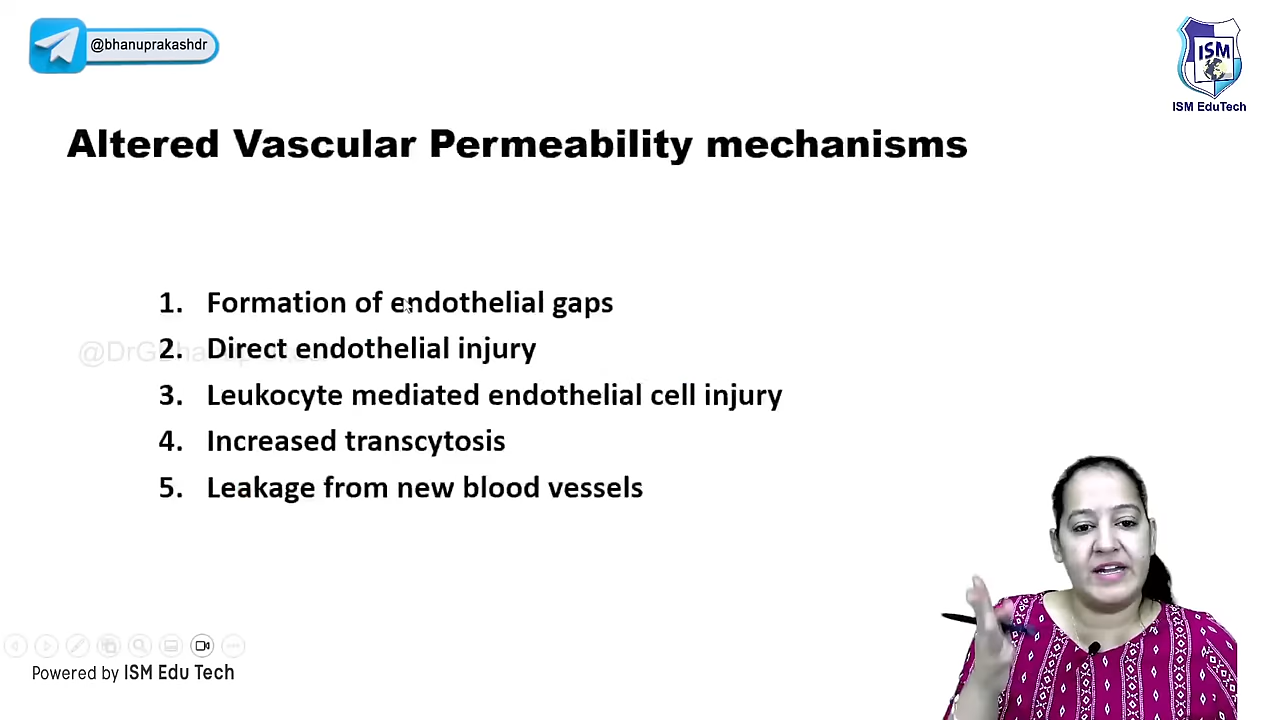 @bhanuprakashdr
ISM
ISM EduTech
Altered Vascular Permeability mechanisms
1. Formation of endothelial gaps
2. Direct endothelial injury
3. Leukocyte mediated endothelial cell injury
4. Increased transcytosis
5. Leakage from new blood vessels
Powered by ISM Edu Tech